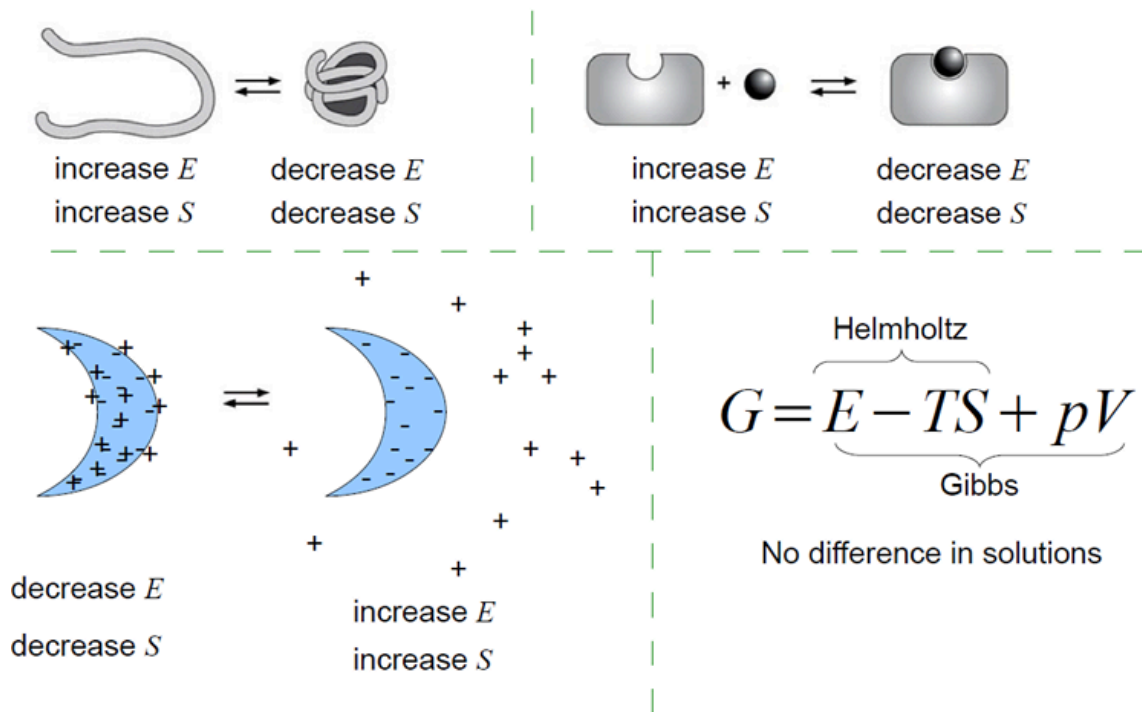 increase E decrease E
increase S decrease S
+
increase E decrease E
increase S decrease S
decrease E
decrease S
increase E
increase S
Helmholtz
G = E − TS + pV
Gibbs
No difference in solutions